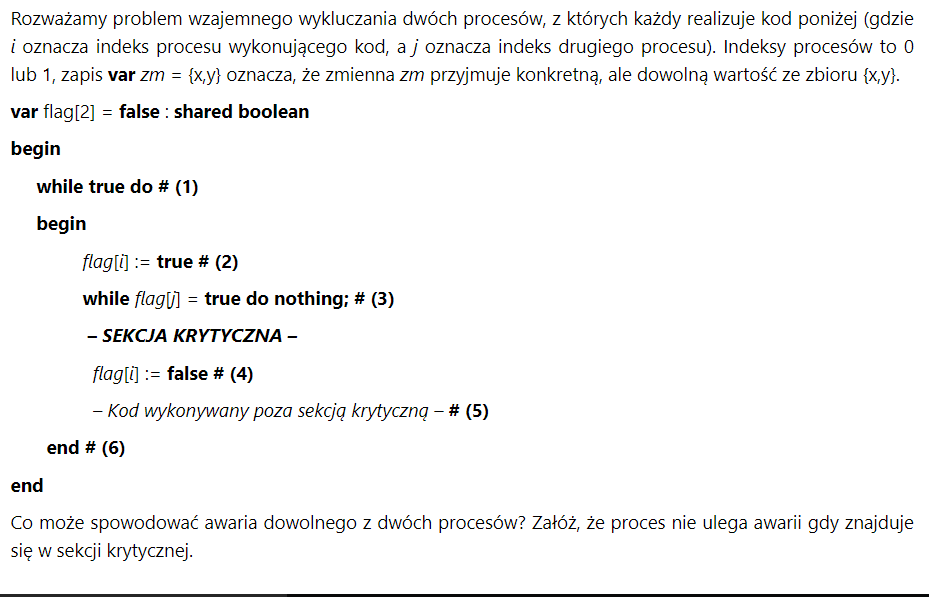 Rozważamy problem wzajemnego wykluczania dwóch procesów, z których każdy realizuje kod poniżej (gdzie
i oznacza indeks procesu wykonującego kod, a j oznacza indeks drugiego procesu). Indeksy procesów to 0
lub 1, zapis var zm = {x,y} oznacza, że zmienna zm przyjmuje konkretną, ale dowolną wartość ze zbioru {x,y}.
var flag[2] = false : shared boolean
begin
while true do # (1)
begin
flag[i] := true # (2)
while flag[j] = true do nothing; # (3)
– SEKCJA KRYTYCZNA –
flag[i] := false # (4)
– Kod wykonywany poza sekcją krytyczną – # (5)
end # (6)
end
Co może spowodować awaria dowolnego z dwóch procesów? Załóż, że proces nie ulega awarii gdy znajduje
się w sekcji krytycznej.